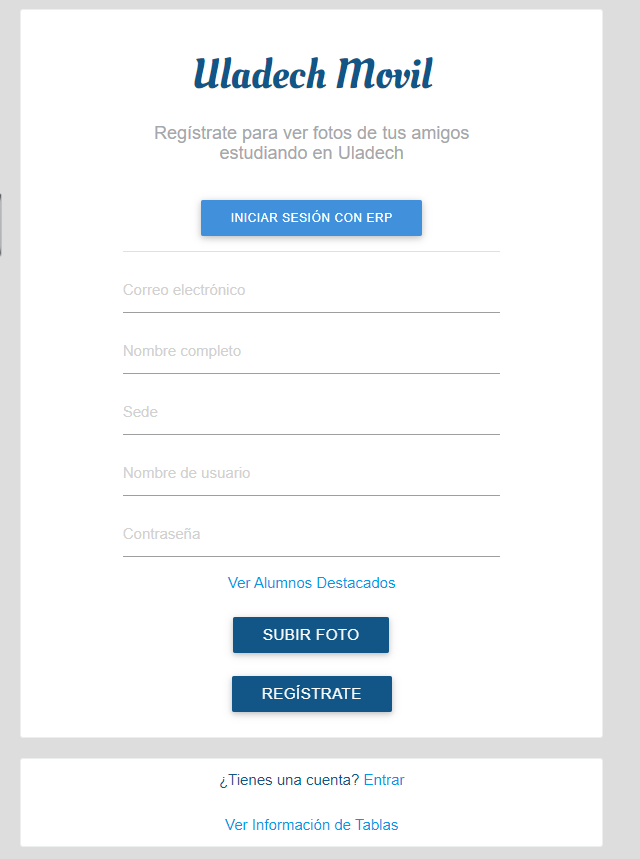 Uladech Movil
Regístrate para ver fotos de tus amigos
estudiando en Uladech
INICIAR SESIÓN CON ERP
Correo electrónico
Nombre completo
Sede
Nombre de usuario
Contraseña
Ver Alumnos Destacados
SUBIR FOTO
REGÍSTRATE
¿Tienes una cuenta? Entrar
Ver Información de Tablas